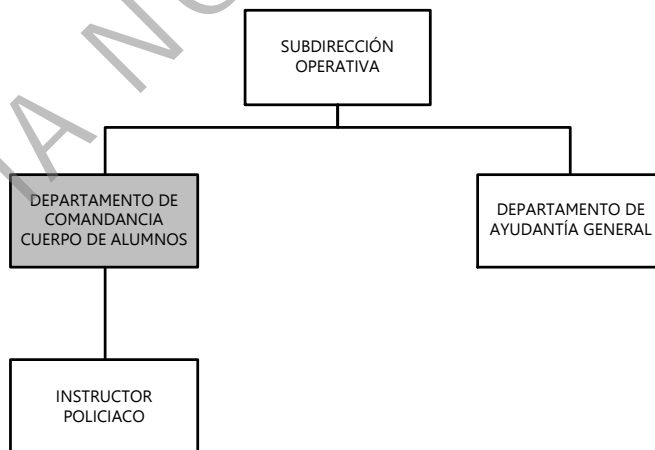 SUBDIRECCIÓN
OPERATIVA
DEPARTAMENTO DE
COMANDANCIA
CUERPO DE ALUMNOS
DEPARTAMENTO DE
AYUDANTÍA GENERAL
INSTRUCTOR
POLICIACO